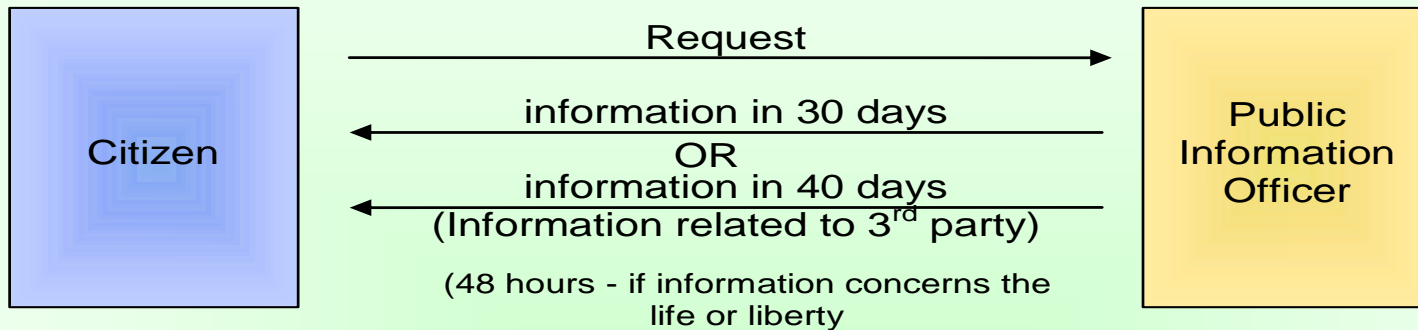 Citizen
Request
information in 30 days
OR
information in 40 days
(Information related to 3rd party)
(48 hours - if information concerns the
life or liberty
Public
Information
Officer